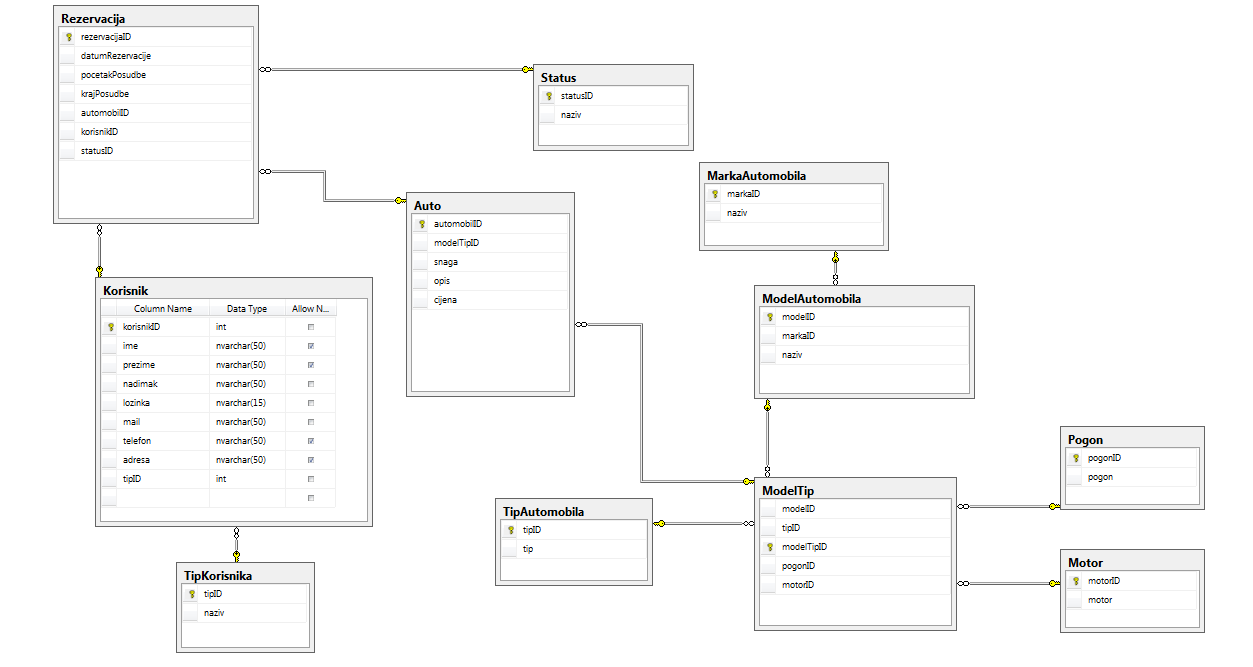 Rezervacija
rezervacijaID
datumRezervacije
pocetakPosudbe
krajPosudbe
automobilID
korisnikID
statusID
Status
statusID
naziv
MarkaAutomobila
markaID
naziv
Auto
automobilID
modelTipID
snaga
opis
cijena
Korisnik
Column Name Data Type Allow N...
korisnikID int
ime nvarchar(50)
prezime nvarchar(50)
nadimak nvarchar(50)
lozinka nvarchar(15)
mail nvarchar(50)
telefon nvarchar(50)
adresa nvarchar(50)
tipID int
ModelAutomobila
modelID
markaID
naziv
Pogon
pogonID
pogon
ModelTip
modelID
tipID
modelTipID
pogonID
motorID
TipAutomobila
tipID
tip
Motor
motorID
motor
TipKorisnika
tipID
naziv